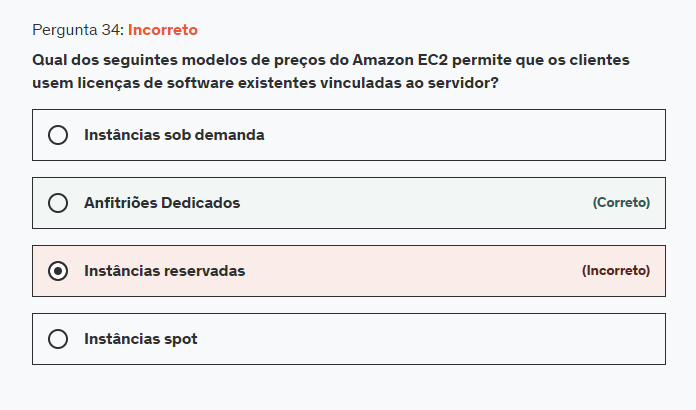 Pergunta 34: Incorreto
Qual dos seguintes modelos de preços do Amazon EC2 permite que os clientes
usem licenças de software existentes vinculadas ao servidor?
Instâncias sob demanda
Anfitriões Dedicados (Correto)
Instâncias reservadas (Incorreto)
Instâncias spot